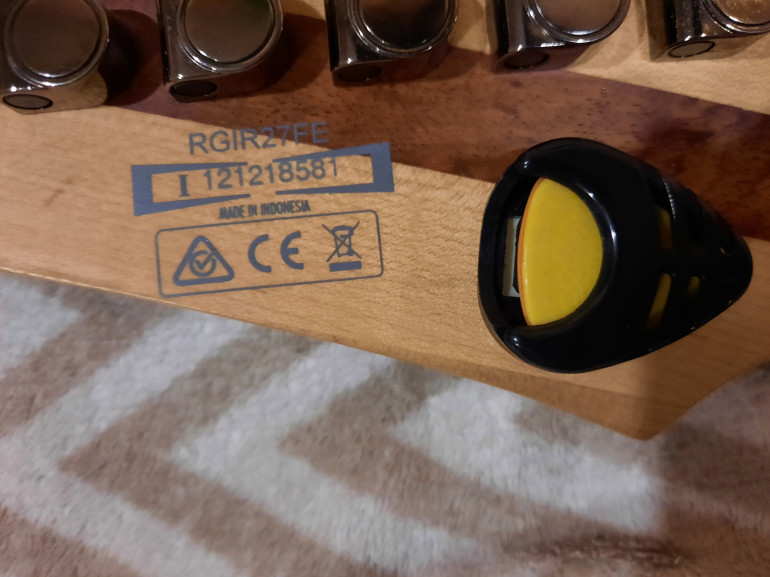 RGIR27FE
I 121218581
MADE IN INDONESIA
CE